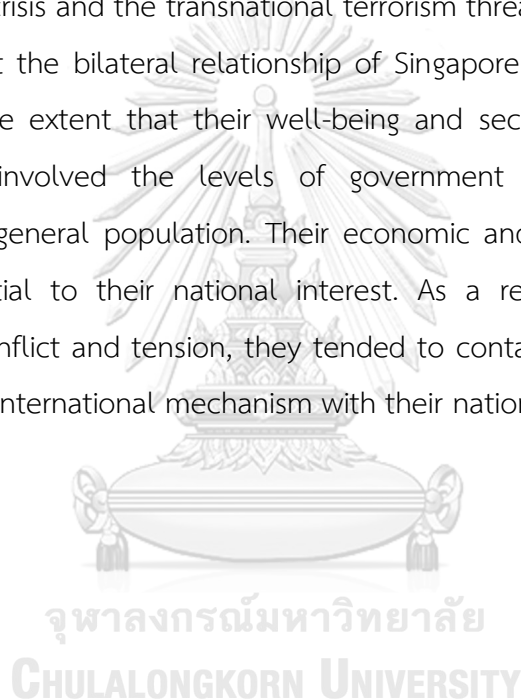 risis and the transnational terrorism threa
t the bilateral relationship of Singapore
e extent that their well-being and sec
involved the levels of government
general population. Their economic and
tial to their national interest. As a re
nflict and tension, they tended to conta
international mechanism with their nation
จุฬาลงกรณ์มหาวิทยาลัย
CHULALONGKORN UNIVERSITY